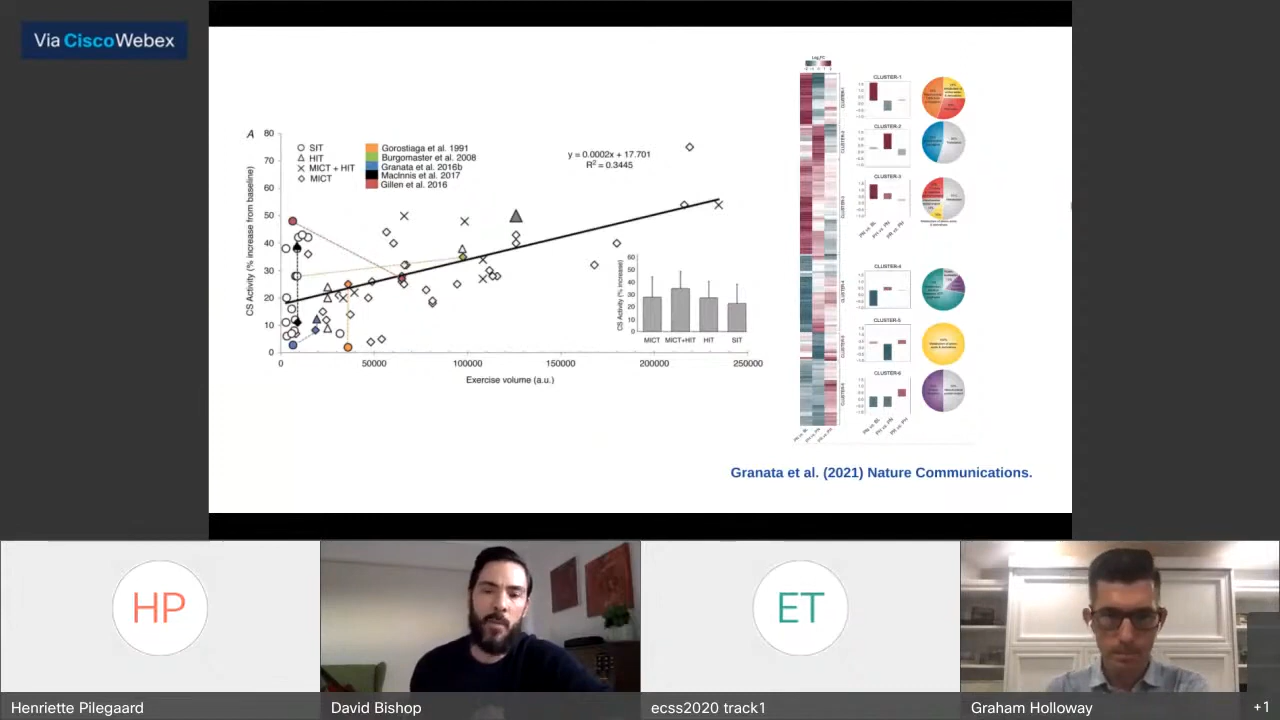 Via Cisco Webex
A
CS Activity (% increase from baseline)
80
70
60
50
40
30
20
10
0
SIT
HIT
MICT + HIT
MICT
Gorostiaga et al. 1991
Burgomaster et al. 2008
Granata et al. 2016b
MacInnis et al. 2017
Gillen et al. 2016
y = 0.0002x + 17.701
R² = 0.3445
CS Activity (% increase)
60
50
40
30
20
10
0
MICT MICT+HIT HIT SIT
0 50000 100000 150000 200000 250000
Exercise volume (a.u.)
Log₂FC
CLUSTER-1
CLUSTER-2
CLUSTER-3
CLUSTER-4
CLUSTER-5
CLUSTER-6
Granata et al. (2021) Nature Communications.
HP
ET
Henriette Pilegaard
David Bishop
ecss2020 track1
Graham Holloway
+1